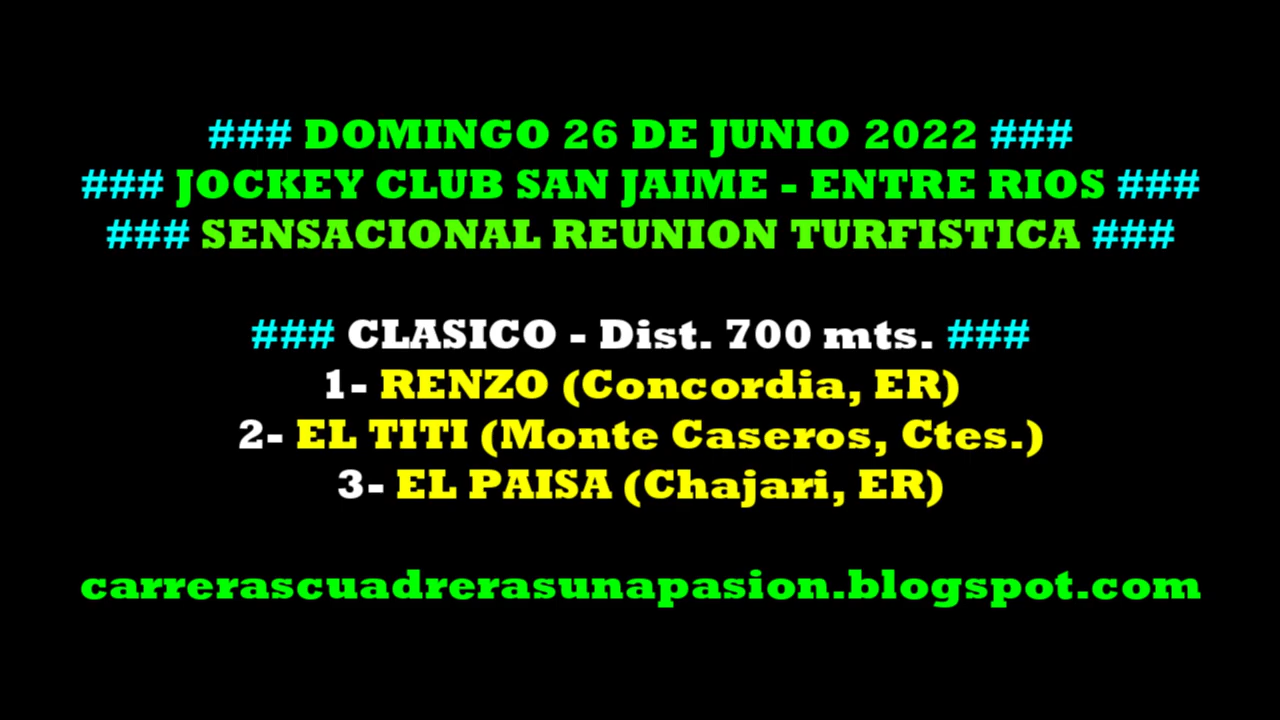 ### DOMINGO 26 DE JUNIO 2022 ###
### JOCKEY CLUB SAN JAIME - ENTRE RIOS ###
### SENSACIONAL REUNION TURFISTICA ###
### CLASICO - Dist. 700 mts. ###
1- RENZO (Concordia, ER)
2- EL TITI (Monte Caseros, Ctes.)
3- EL PAISA (Chajari, ER)
carrerascuadrerasunapasion.blogspot.com